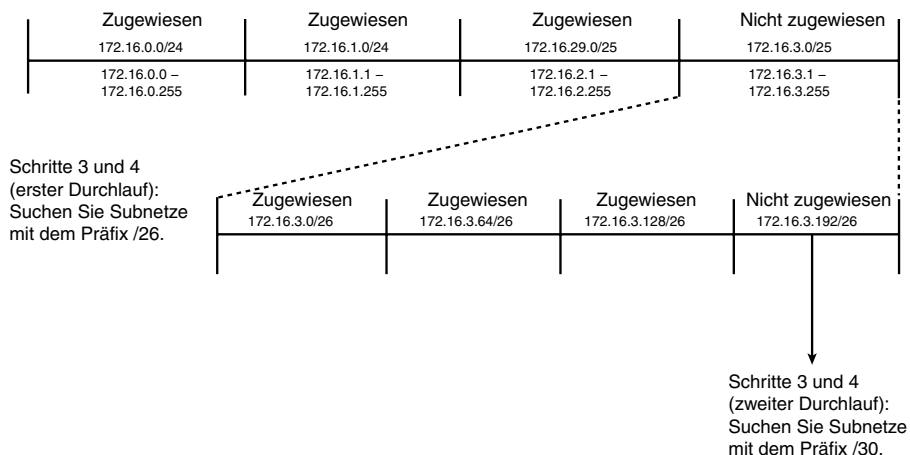 Zugewiesen Zugewiesen Zugewiesen Nicht zugewiesen
172.16.0.0/24 172.16.1.0/24 172.16.29.0/25 172.16.3.0/25
172.16.0.0 – 172.16.1.1 – 172.16.2.1 – 172.16.3.1 –
172.16.0.255 172.16.1.255 172.16.2.255 172.16.3.255
Schritte 3 und 4
(erster Durchlauf):
Suchen Sie Subnetze
mit dem Präfix /26.
Zugewiesen Zugewiesen Zugewiesen Nicht zugewiesen
172.16.3.0/26 172.16.3.64/26 172.16.3.128/26 172.16.3.192/26
Schritte 3 und 4
(zweiter Durchlauf):
Suchen Sie Subnetze
mit dem Präfix /30.